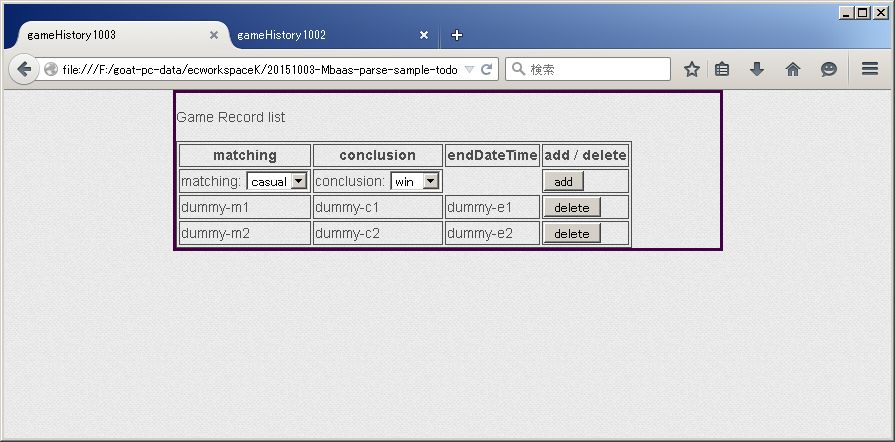 gameHistory1003 gameHistory1002
file:///F:/goat-pc-data/ecworkspaceK/20151003-Mbaas-parse-sample-todo 検索
Game Record list
matching conclusion endDateTime add / delete
matching: casual conclusion: win add
dummy-m1 dummy-c1 dummy-e1 delete
dummy-m2 dummy-c2 dummy-e2 delete